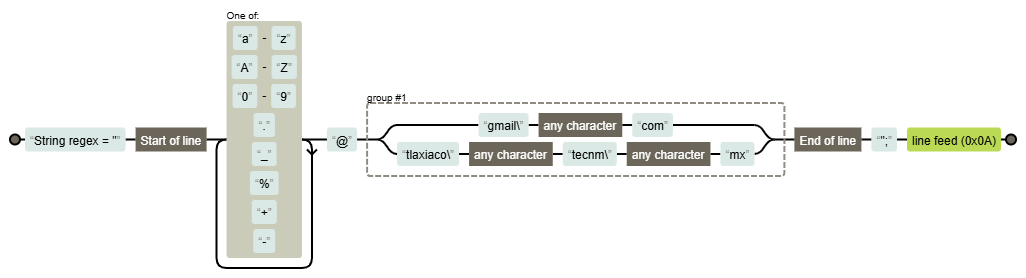 One of:
“a” - “z”
“A” - “Z”
“0” - “9”
“.”
“_”
“%”
“+”
“-”
“String regex = "”
Start of line
“@”
group #1
“gmail\” any character “com”
“tlaxiaco\” any character “tecnm\” any character “mx”
End of line
“";”
line feed (0x0A)